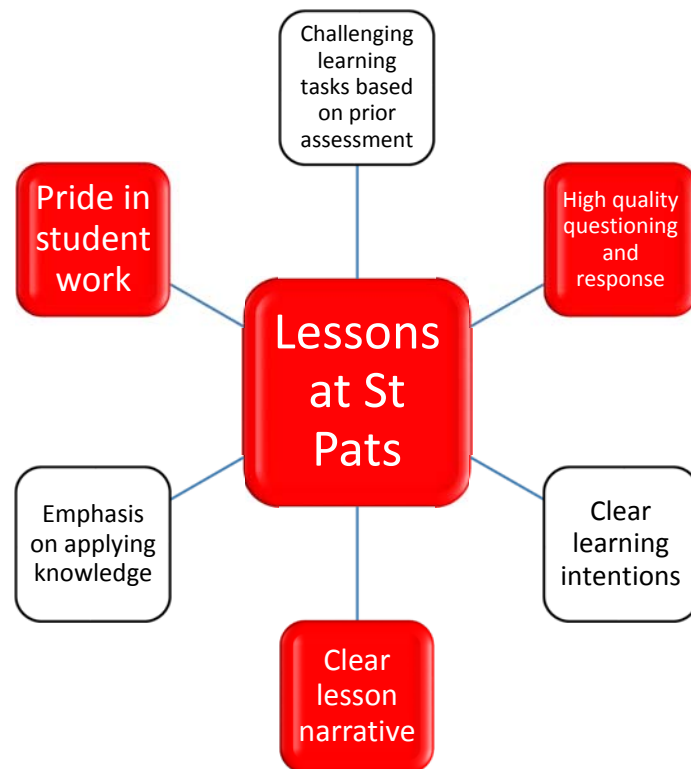 Challenging
learning
tasks based
on prior
assessment
Pride in
student
work
High quality
questioning
and
response
Lessons
at St
Pats
Emphasis
on applying
knowledge
Clear
learning
intentions
Clear
lesson
narrative